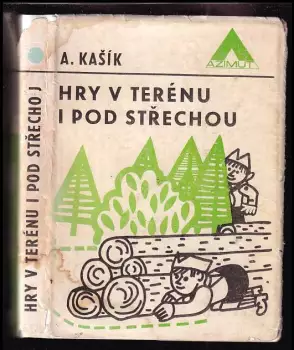 A. KAŠÍK
AZIMUT
HRY V TERÉNU
I POD STŘECHOU
HRY V TERÉNU I POD STŘECHOU